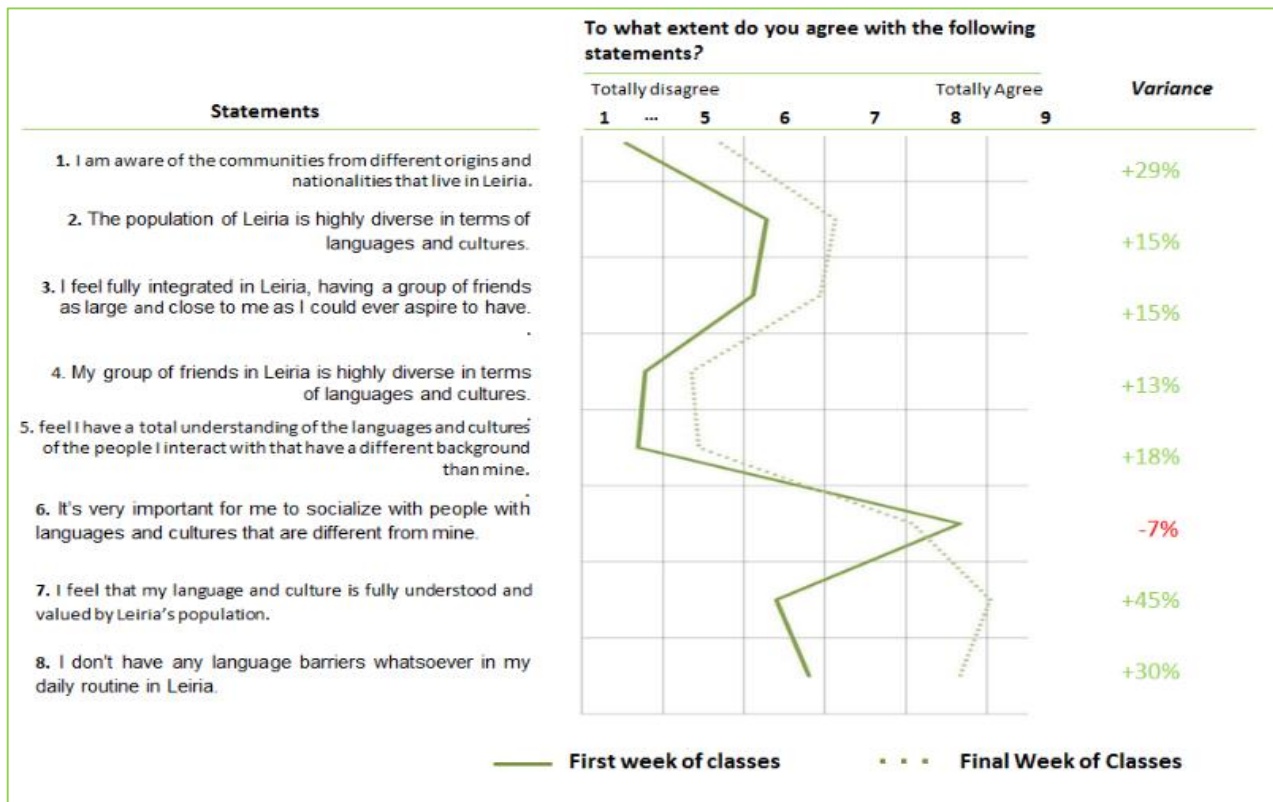 To what extent do you agree with the following
statements?
Totally disagree Totally Agree Variance
Statements
1 ... 5 6 7 8 9
1. I am aware of the communities from different origins and
nationalities that live in Leiria.
+29%
2. The population of Leiria is highly diverse in terms of
languages and cultures.
+15%
3. I feel fully integrated in Leiria, having a group of friends
as large and close to me as I could ever aspire to have.
.
+15%
4. My group of friends in Leiria is highly diverse in terms
of languages and cultures.
.
+13%
5. feel I have a total understanding of the languages and cultures
of the people I interact with that have a different background
than mine.
.
+18%
6. It's very important for me to socialize with people with
languages and cultures that are different from mine.
-7%
7. I feel that my language and culture is fully understood and
valued by Leiria's population.
+45%
8. I don't have any language barriers whatsoever in my
daily routine in Leiria.
+30%
First week of classes Final Week of Classes